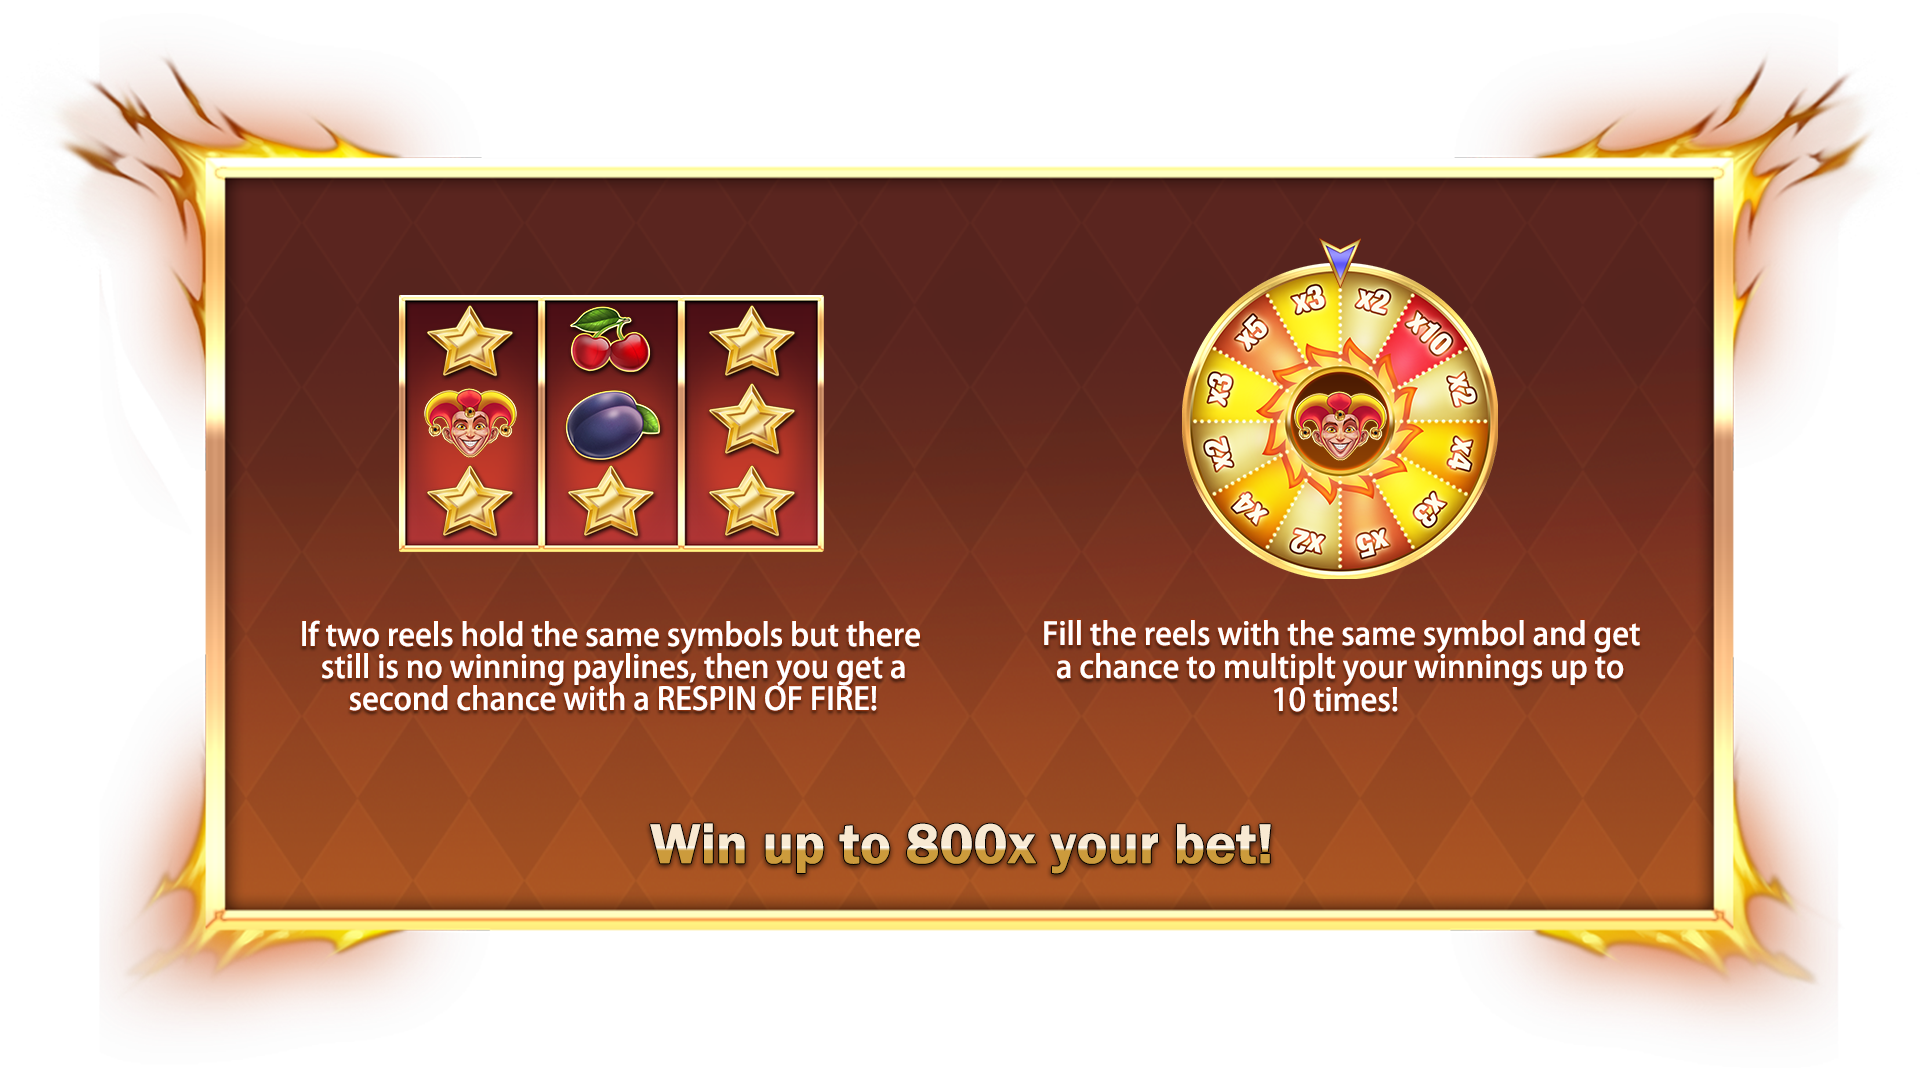 x3
x2
x5
x10
x3
x2
x2
x4
x4
x3
x2
x5
If two reels hold the same symbols but there
still is no winning paylines, then you get a
second chance with a RESPIN OF FIRE!
Fill the reels with the same symbol and get
a chance to multiplt your winnings up to
10 times!
Win up to 800x your bet!